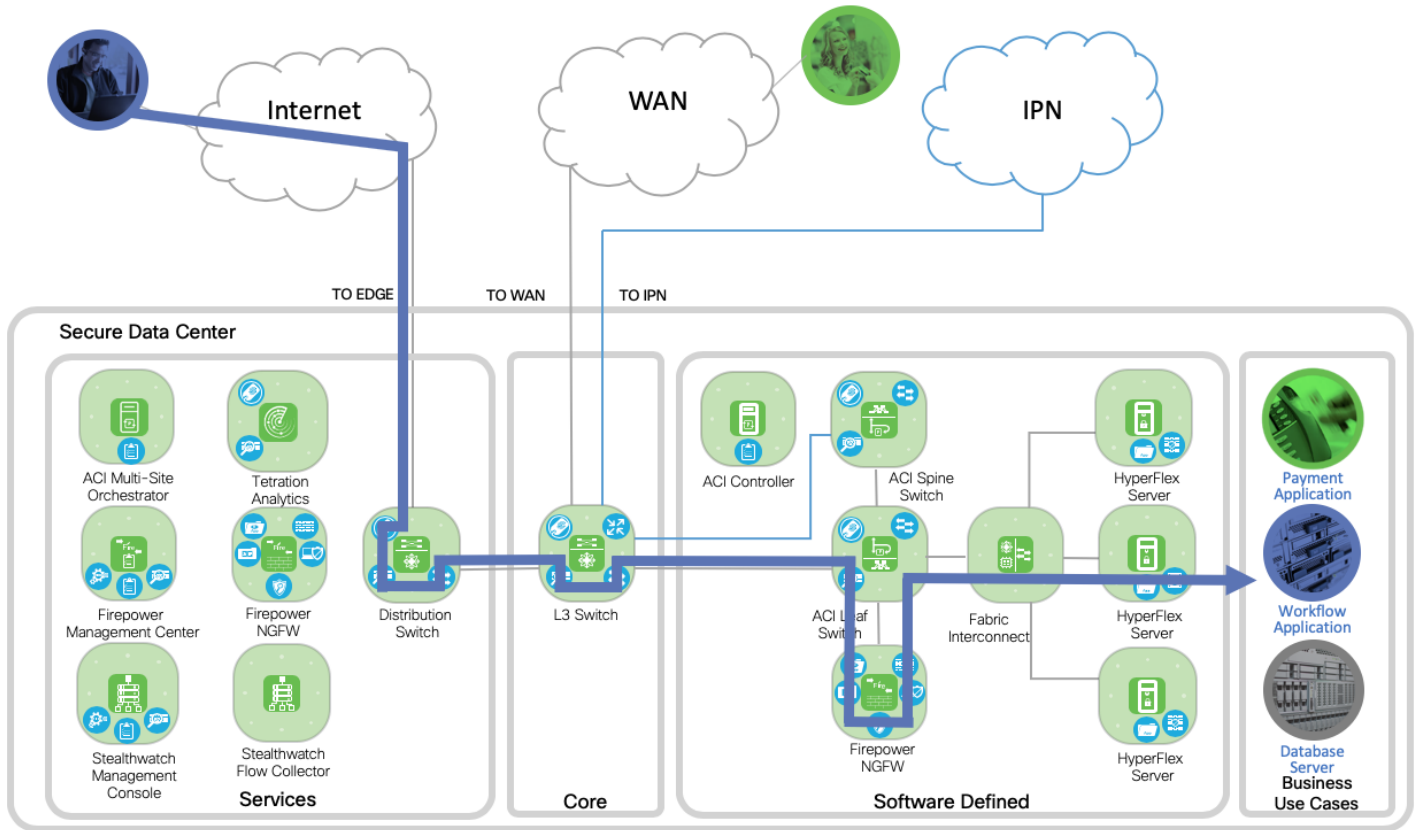 Internet
WAN
IPN
TO EDGE
TO WAN
TO IPN
Secure Data Center
ACI Multi-Site
Orchestrator
Tetration
Analytics
Firepower
Management Center
Firepower
NGFW
Distribution
Switch
Stealthwatch
Management
Console
Stealthwatch
Flow Collector
Services
L3 Switch
Core
ACI Controller
ACI Spine
Switch
ACI Leaf
Switch
Firepower
NGFW
Fabric
Interconnect
HyperFlex
Server
HyperFlex
Server
HyperFlex
Server
Software Defined
Payment
Application
Workflow
Application
Database
Server
Business
Use Cases